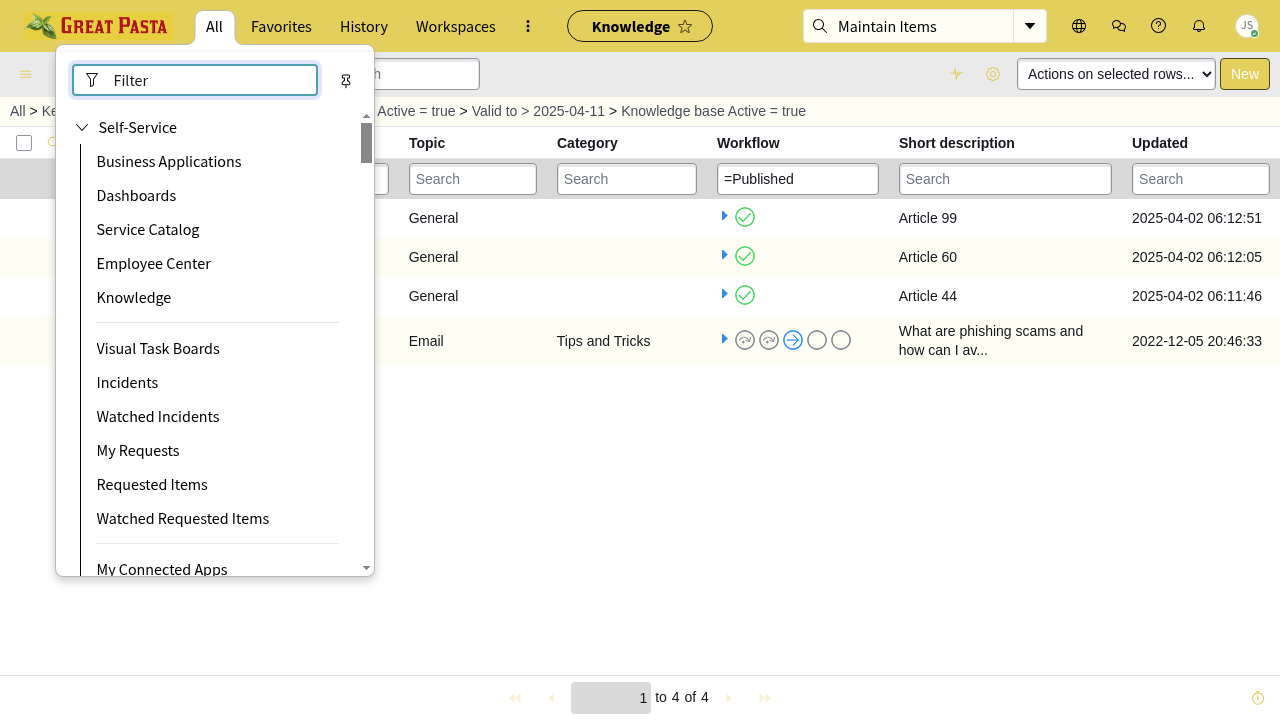 GREAT PASTA
All
Favorites
History
Workspaces
Knowledge
Maintain Items
JS
Filter
Actions on selected rows...
New
All > Ke Active = true > Valid to > 2025-04-11 > Knowledge base Active = true
Self-Service
Business Applications
Dashboards
Service Catalog
Employee Center
Knowledge
Visual Task Boards
Incidents
Watched Incidents
My Requests
Requested Items
Watched Requested Items
My Connected Apps
Topic Category Workflow Short description Updated
Search Search =Published Search Search
General Article 99 2025-04-02 06:12:51
General Article 60 2025-04-02 06:12:05
General Article 44 2025-04-02 06:11:46
Email Tips and Tricks What are phishing scams and how can I av... 2022-12-05 20:46:33
1 to 4 of 4